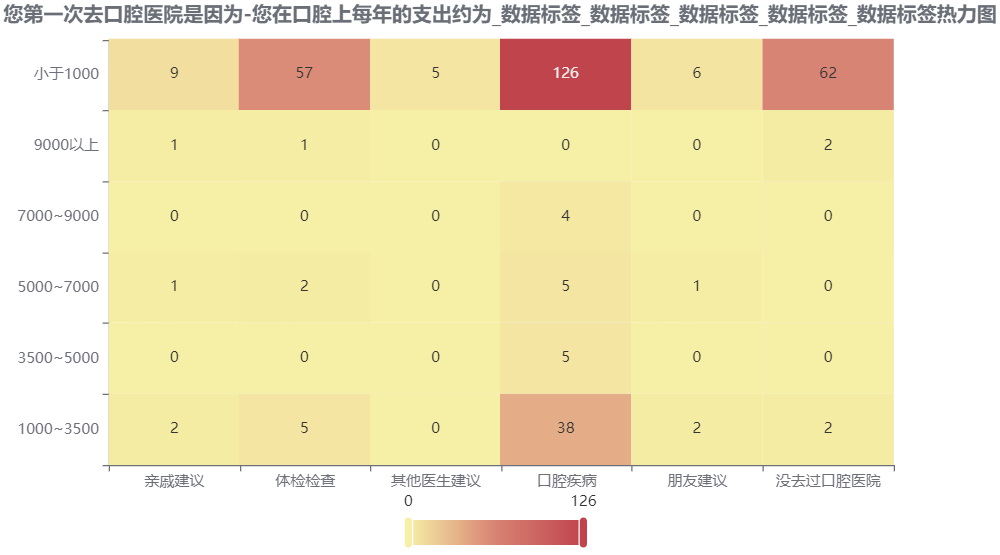 您第一次去口腔医院是因为-您在口腔上每年的支出约为_数据标签_数据标签_数据标签_数据标签_数据标签热力图
小于1000 9 57 5 126 6 62
9000以上 1 1 0 0 0 2
7000~9000 0 0 0 4 0 0
5000~7000 1 2 0 5 1 0
3500~5000 0 0 0 5 0 0
1000~3500 2 5 0 38 2 2
亲戚建议 体检检查 其他医生建议 口腔疾病 朋友建议 没去过口腔医院
0 126